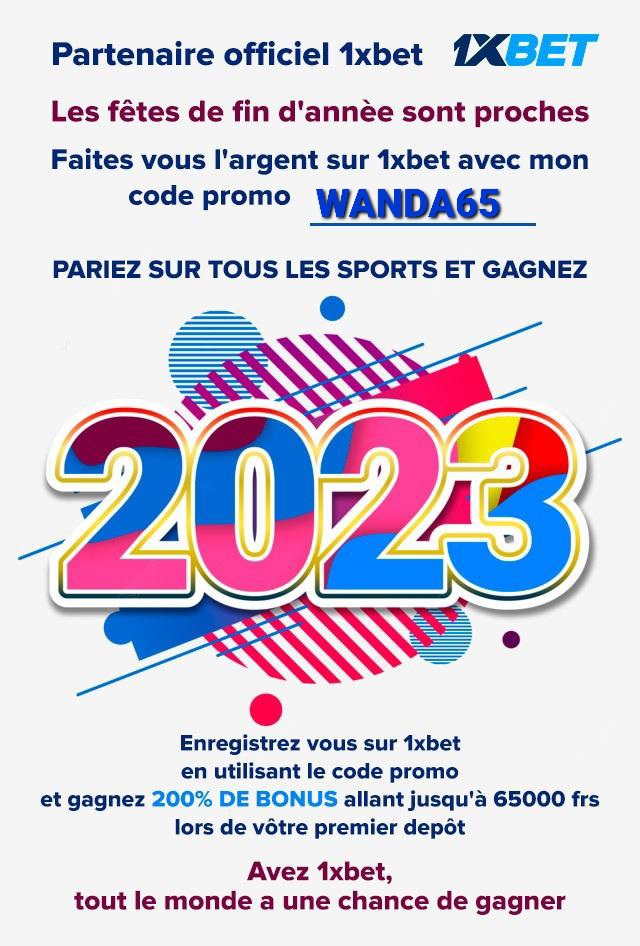 Partenaire officiel 1xbet 1XBET
Les fêtes de fin d'annèe sont proches
Faites vous l'argent sur 1xbet avec mon
code promo WANDA65
PARIEZ SUR TOUS LES SPORTS ET GAGNEZ
2023
Enregistrez vous sur 1xbet
en utilisant le code promo
et gagnez 200% DE BONUS allant jusqu'à 65000 frs
lors de vôtre premier depôt
Avez 1xbet,
tout le monde a une chance de gagner